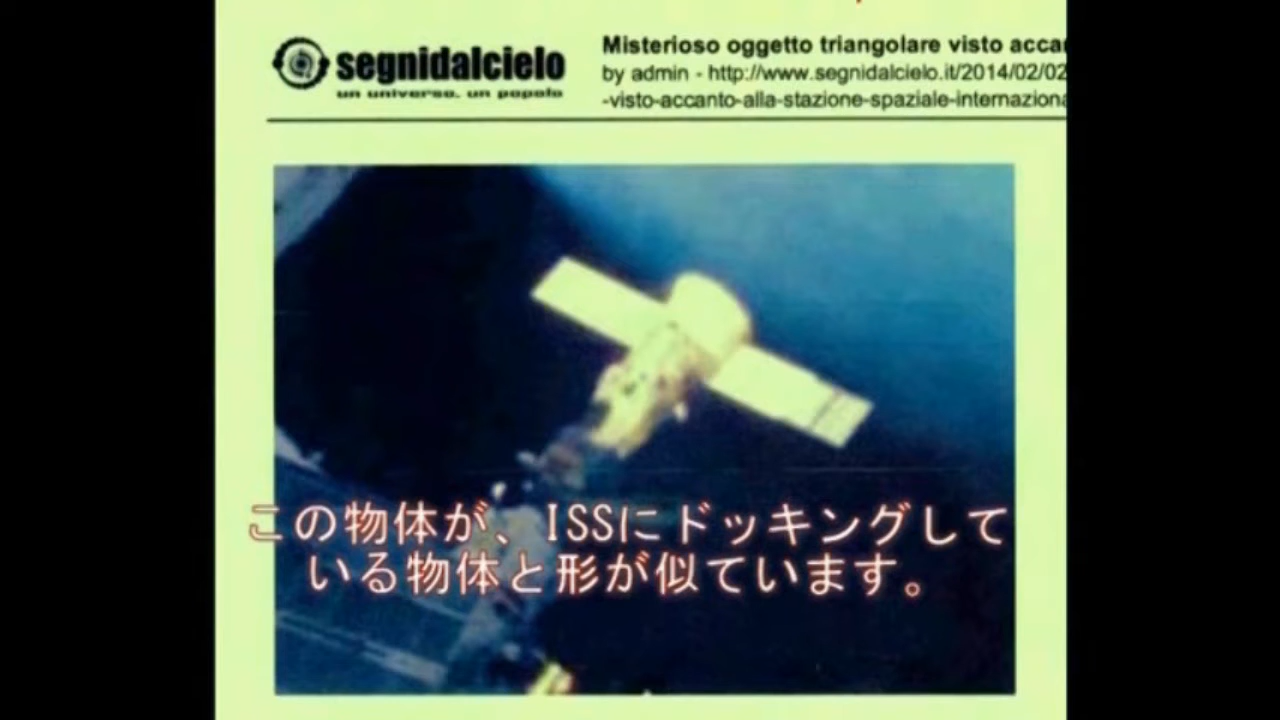 segnidalcielo
un universo. un popolo
Misterioso oggetto triangolare visto acca
by admin - http://www.segnidalcielo.it/2014/02/02
-visto-accanto-alla-stazione-spaziale-internaziona
この物体が、ISSにドッキングして
いる物体と形が似ています。